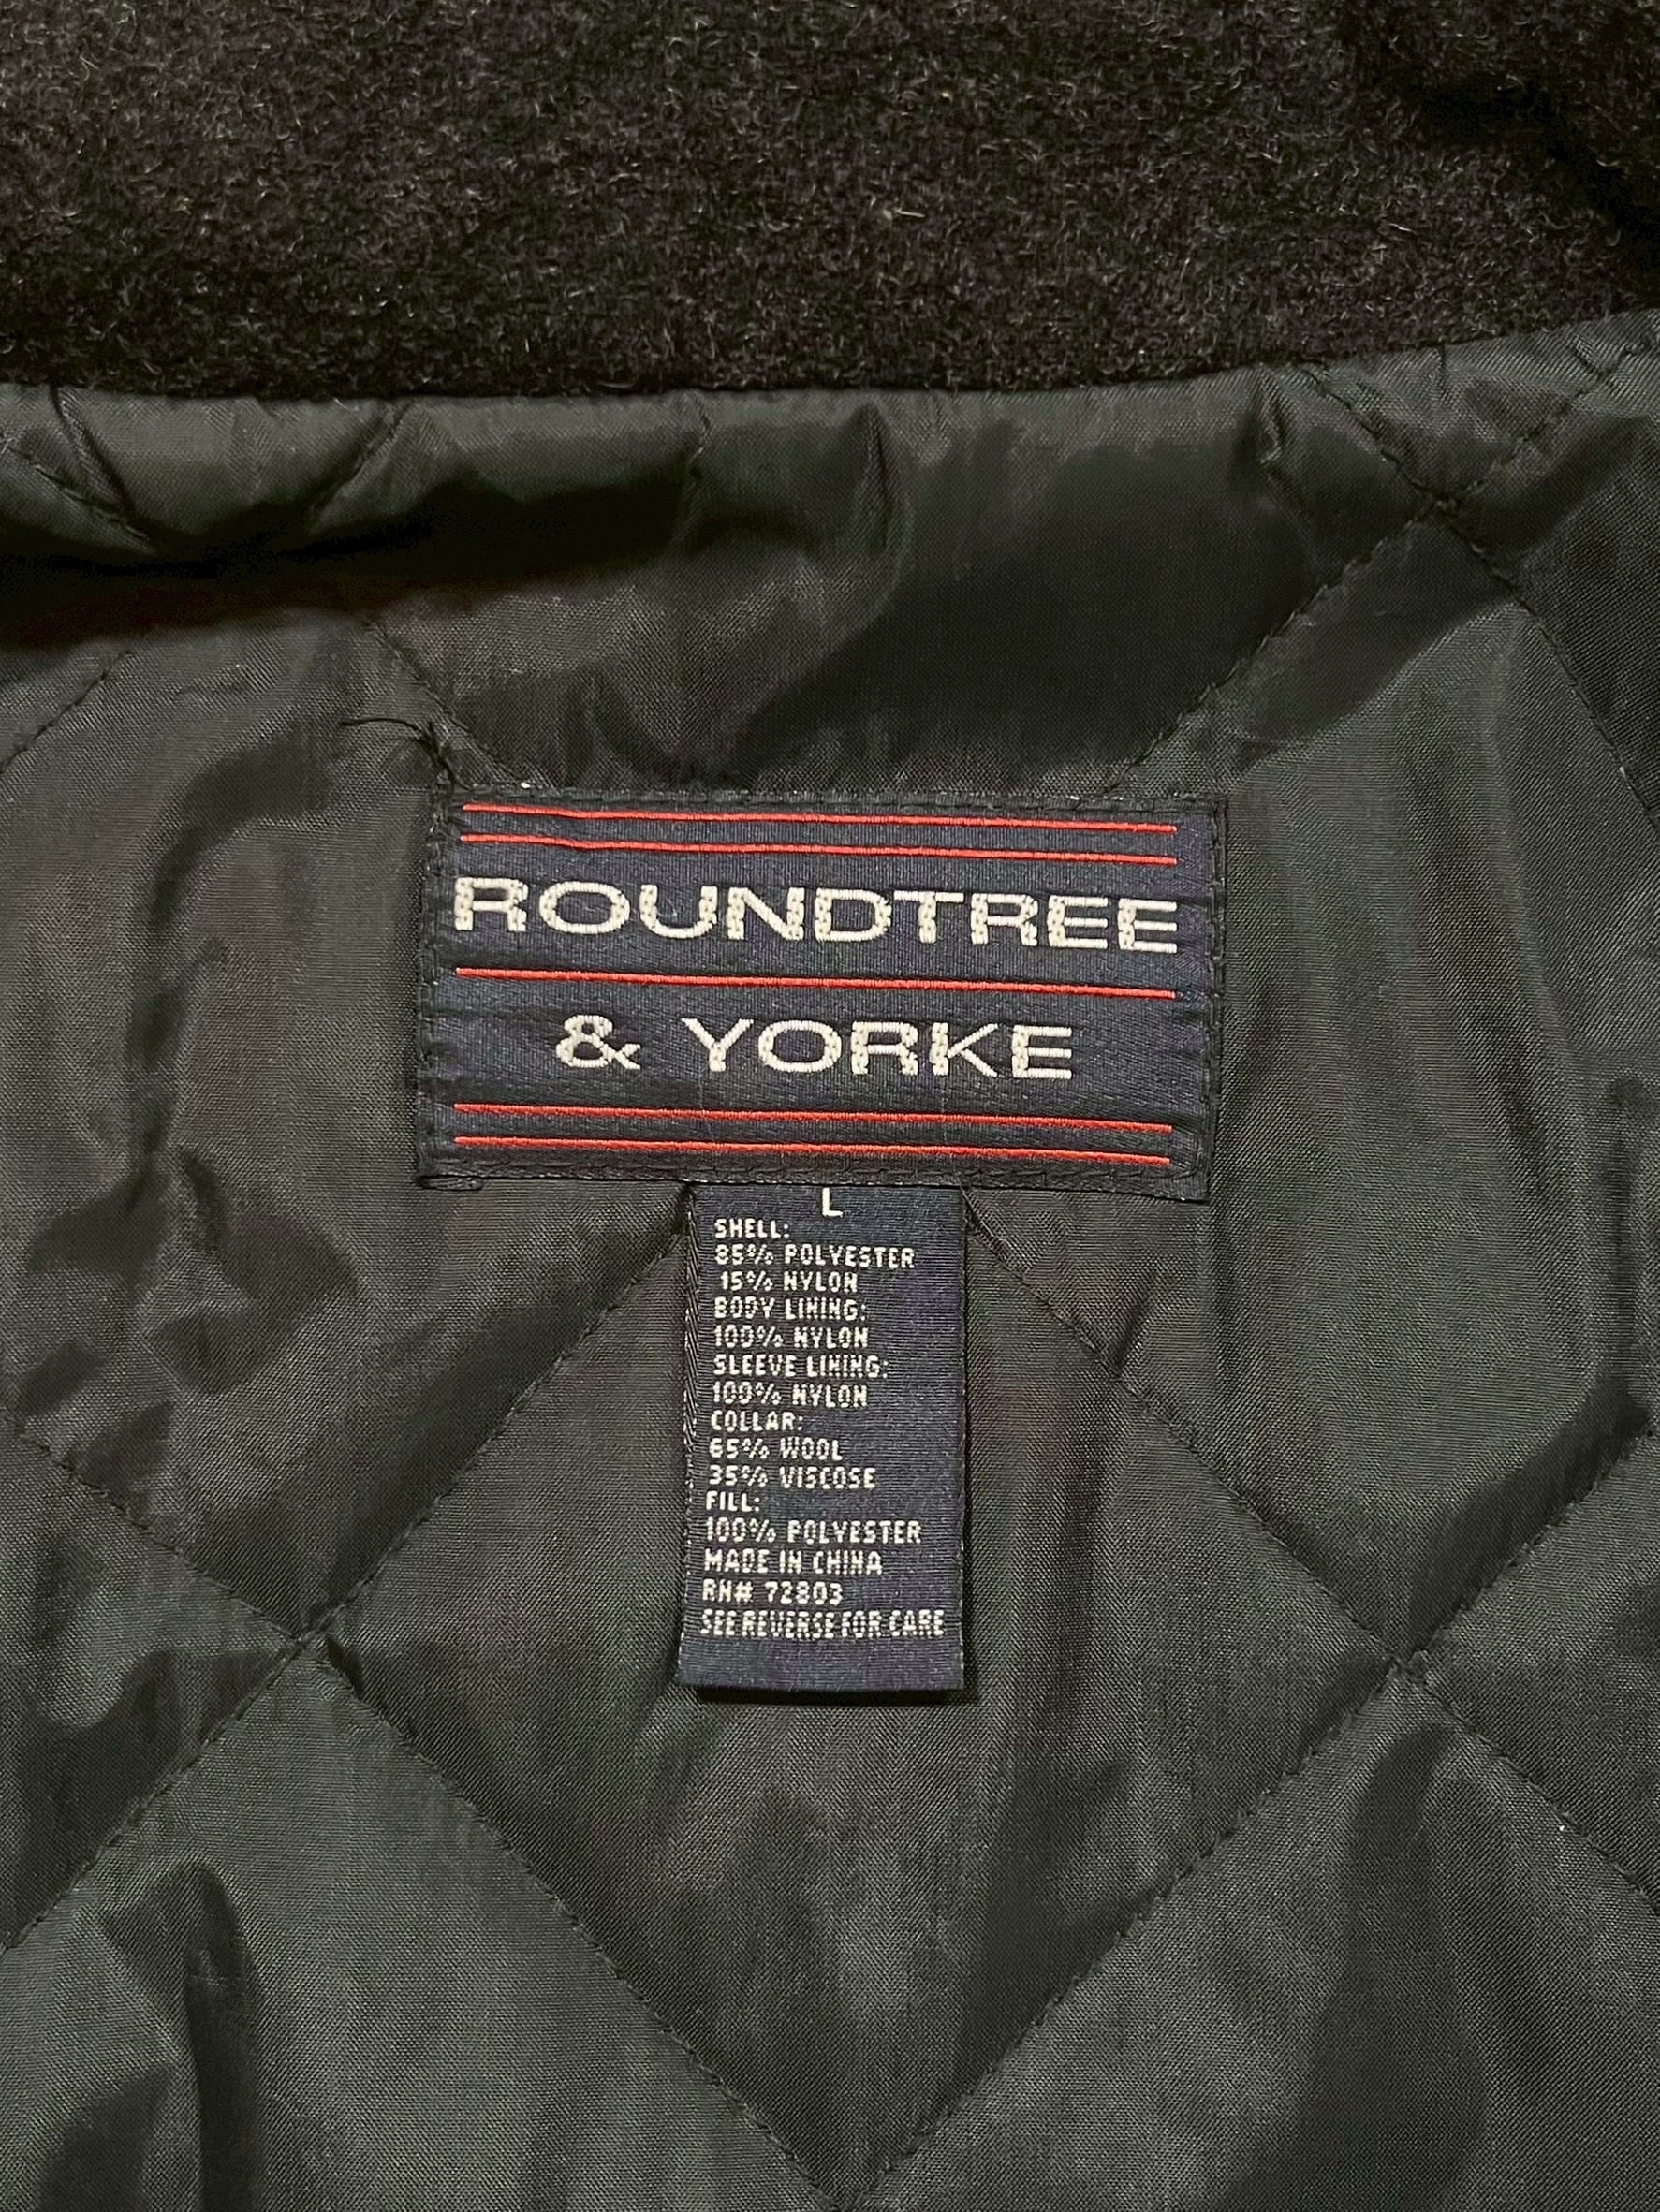 ROUNDTREE
& YORKE
L
SHELL:
85% POLYESTER
15% NYLON
BODY LINING:
100% NYLON
SLEEVE LINING:
100% NYLON
COLLAR:
65% WOOL
35% VISCOSE
FILL:
100% POLYESTER
MADE IN CHINA
RN# 72803
SEE REVERSE FOR CARE